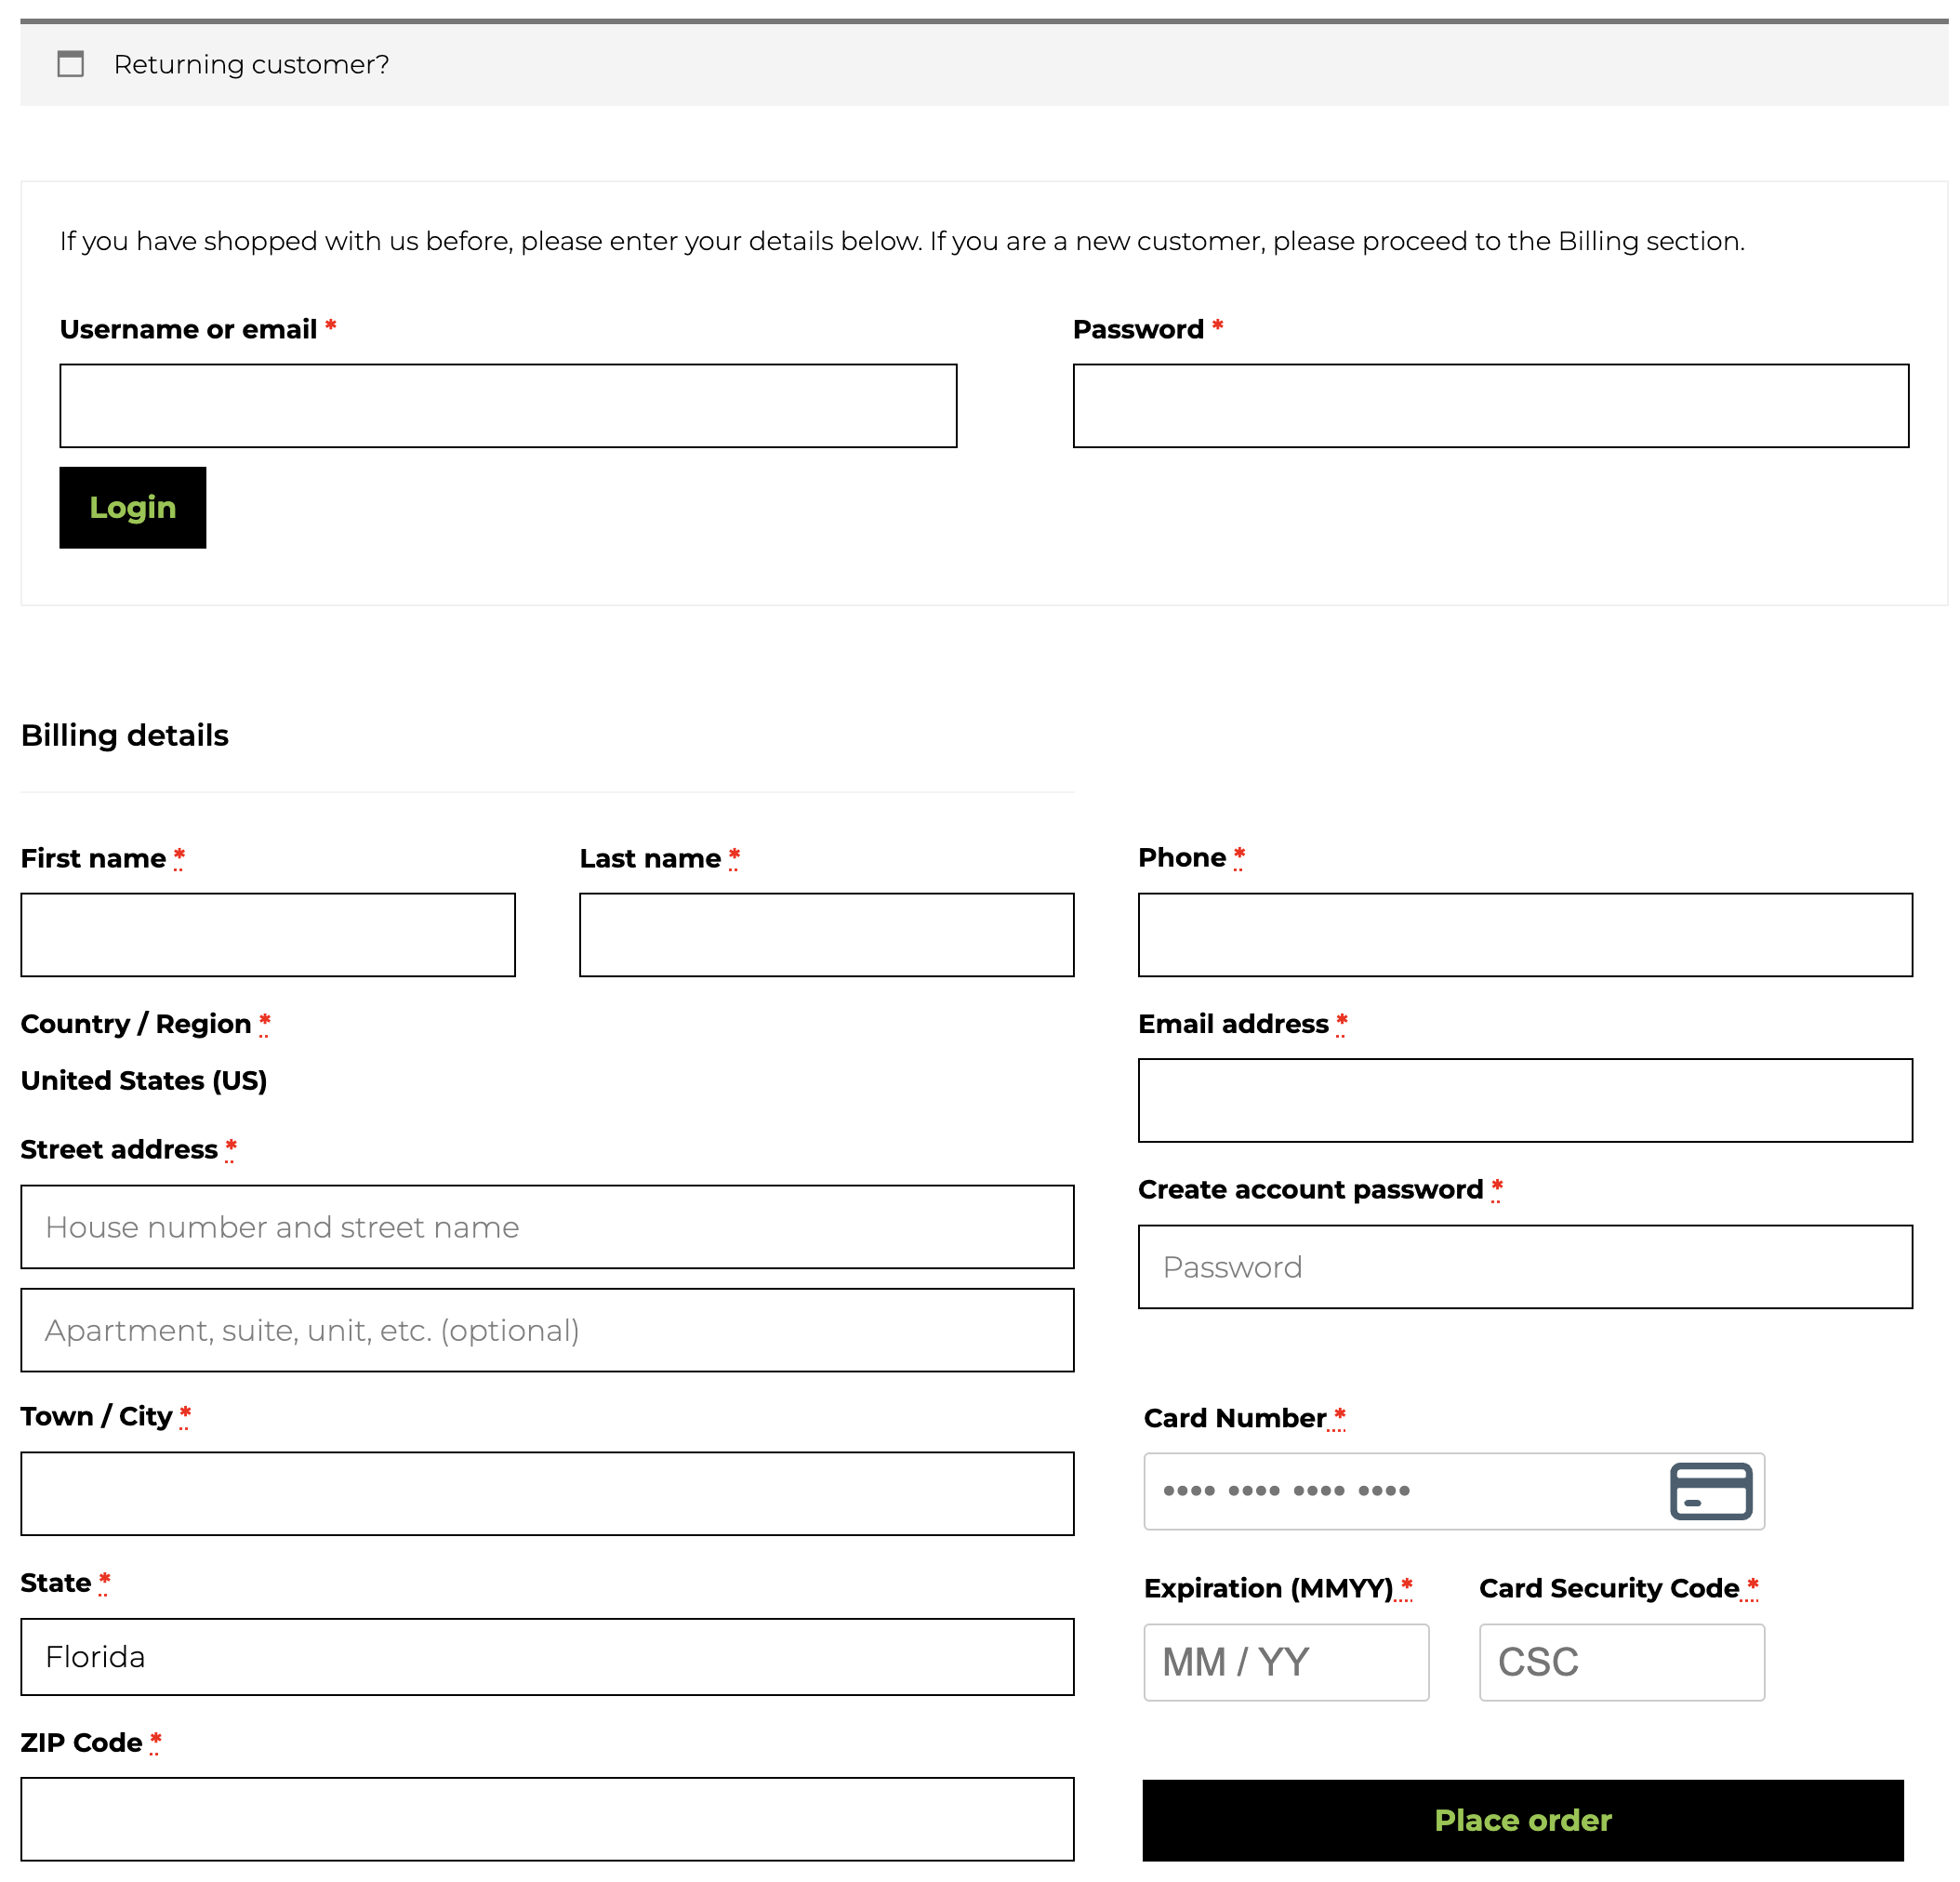 Returning customer?
If you have shopped with us before, please enter your details below. If you are a new customer, please proceed to the Billing section.
Username or email *
Password *
Login
Billing details
First name *
Last name *
Country / Region *
United States (US)
Street address *
House number and street name
Apartment, suite, unit, etc. (optional)
Town / City *
State *
Florida
ZIP Code *
Phone *
Email address *
Create account password *
Password
Card Number *
•••• •••• •••• ••••
Expiration (MMYY) *
Card Security Code *
MM / YY
CSC
Place order